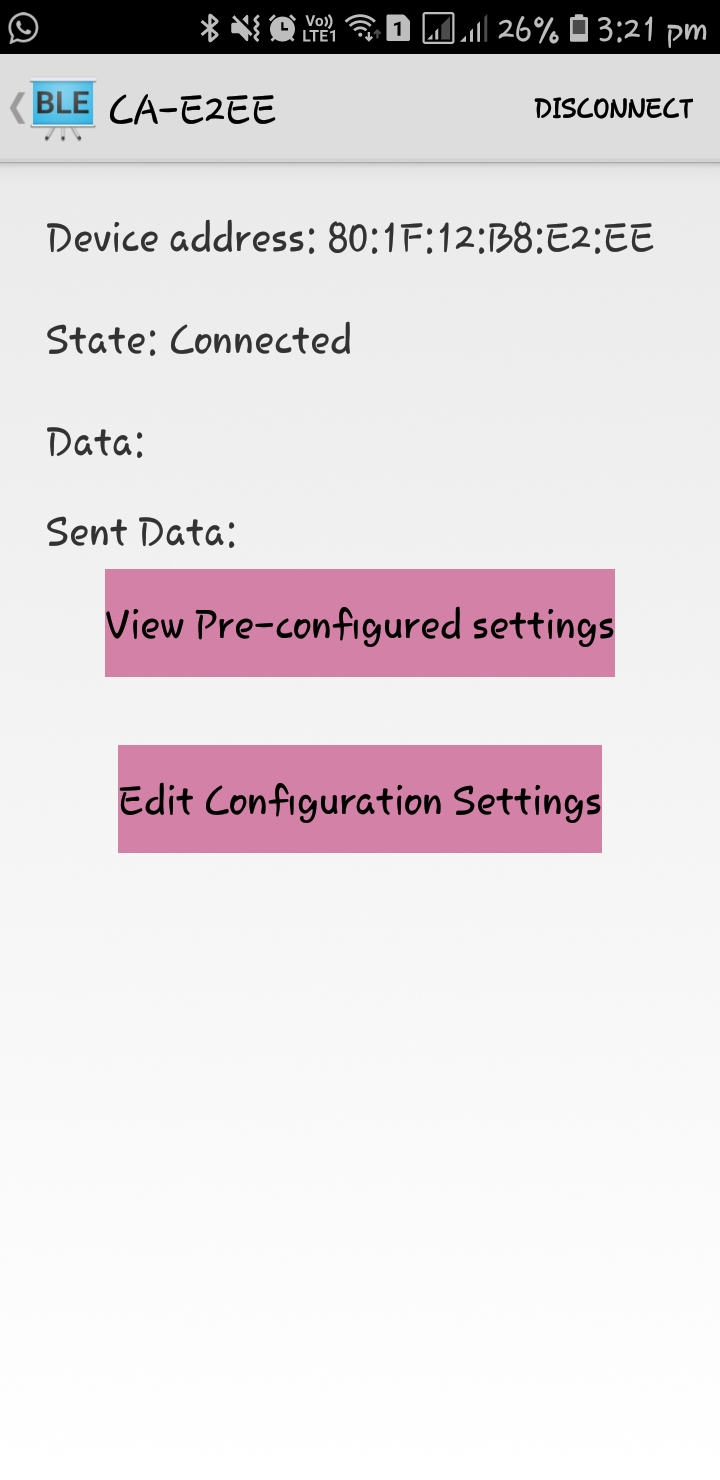 Vo)) LTE1 1 26% 3:21 pm
BLE CA-E2EE DISCONNECT
Device address: 80:1F:12:B8:E2:EE
State: Connected
Data:
Sent Data:
View Pre-configured settings
Edit Configuration Settings